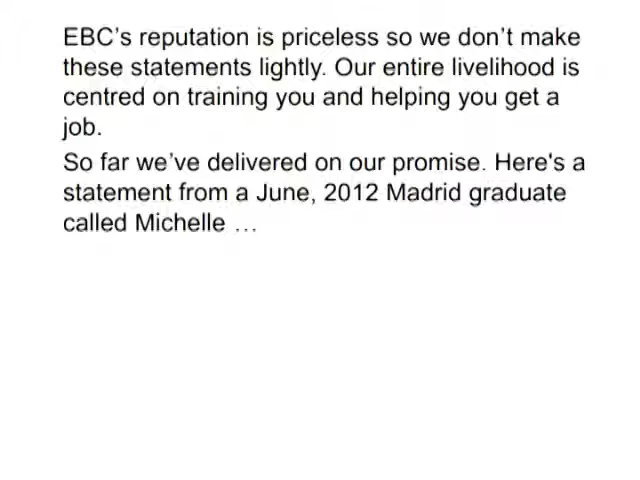 EBC’s reputation is priceless so we don’t make
these statements lightly. Our entire livelihood is
centred on training you and helping you get a
job.
So far we’ve delivered on our promise. Here's a
statement from a June, 2012 Madrid graduate
called Michelle …